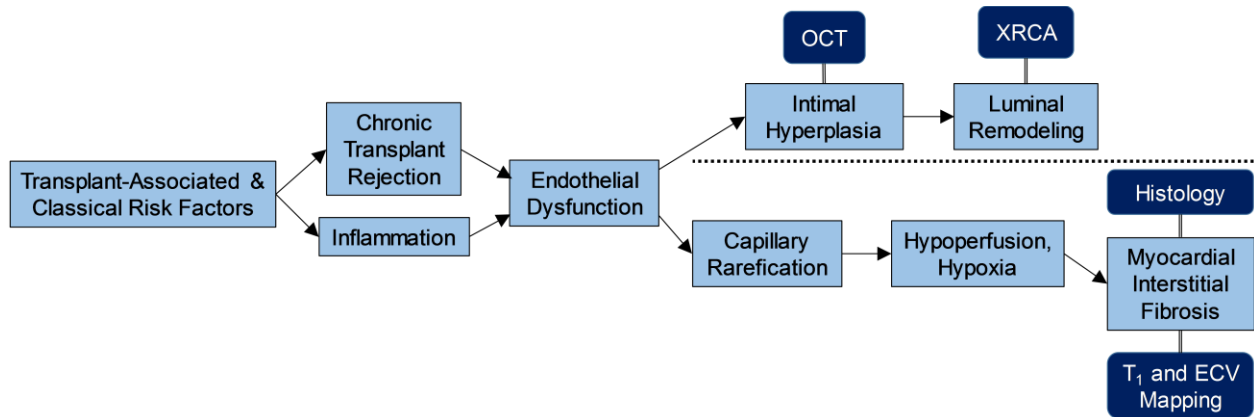 OCT
XRCA
Intimal
Hyperplasia
Luminal
Remodeling
Chronic
Transplant
Rejection
Transplant-Associated &
Classical Risk Factors
Endothelial
Dysfunction
Inflammation
Histology
Capillary
Rarefication
Hypoperfusion,
Hypoxia
Myocardial
Interstitial
Fibrosis
T₁ and ECV
Mapping